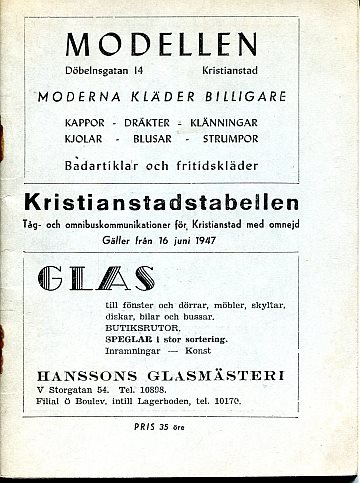 MODELLEN
Döbelnsgatan 14 Kristianstad
MODERNA KLÄDER BILLIGARE
KAPPOR - DRÄKTER - KLÄNNINGAR
KJOLAR - BLUSAR - STRUMPOR
Badartiklar och fritidskläder
Kristianstadstabellen
Tåg- och omnibuskommunikationer för Kristianstad med omnejd
Gäller från 16 juni 1947
GLAS
till fönster och dörrar, möbler, skyltar,
diskar, bilar och bussar.
BUTIKSRUTOR.
SPEGLAR i stor sortering.
Inramningar — Konst
HANSSONS GLASMÄSTERI
V Storgatan 54. Tel. 10898.
Filial Ö Boulev. intill Lagerboden, tel. 10170.
PRIS 35 öre